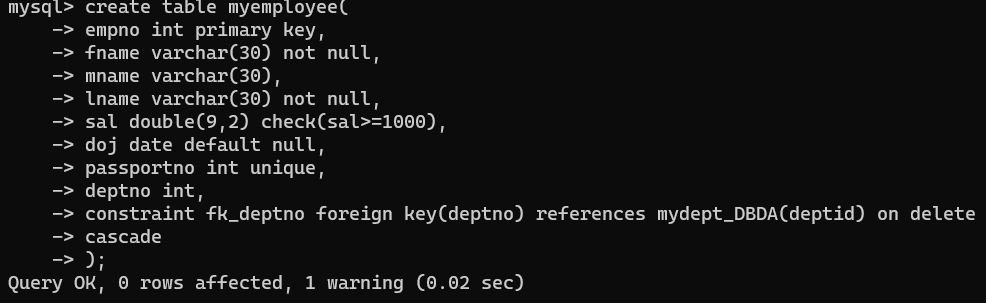 mysql> create table myemployee(
    -> empno int primary key,
    -> fname varchar(30) not null,
    -> mname varchar(30),
    -> lname varchar(30) not null,
    -> sal double(9,2) check(sal>=1000),
    -> doj date default null,
    -> passportno int unique,
    -> deptno int,
    -> constraint fk_deptno foreign key(deptno) references mydept_DBDA(deptid) on delete
    -> cascade
    -> );
Query OK, 0 rows affected, 1 warning (0.02 sec)